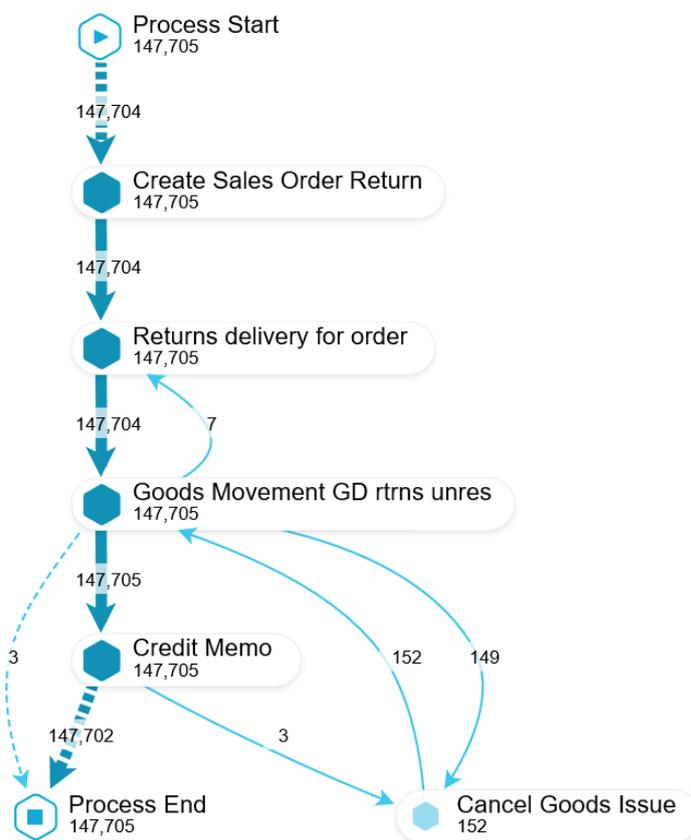 Process Start
147,705
147,704
Create Sales Order Return
147,705
147,704
Returns delivery for order
147,705
147,704
7
Goods Movement GD rtrns unres
147,705
147,705
Credit Memo
147,705
3
152
149
147,702
3
Process End
147,705
Cancel Goods Issue
152